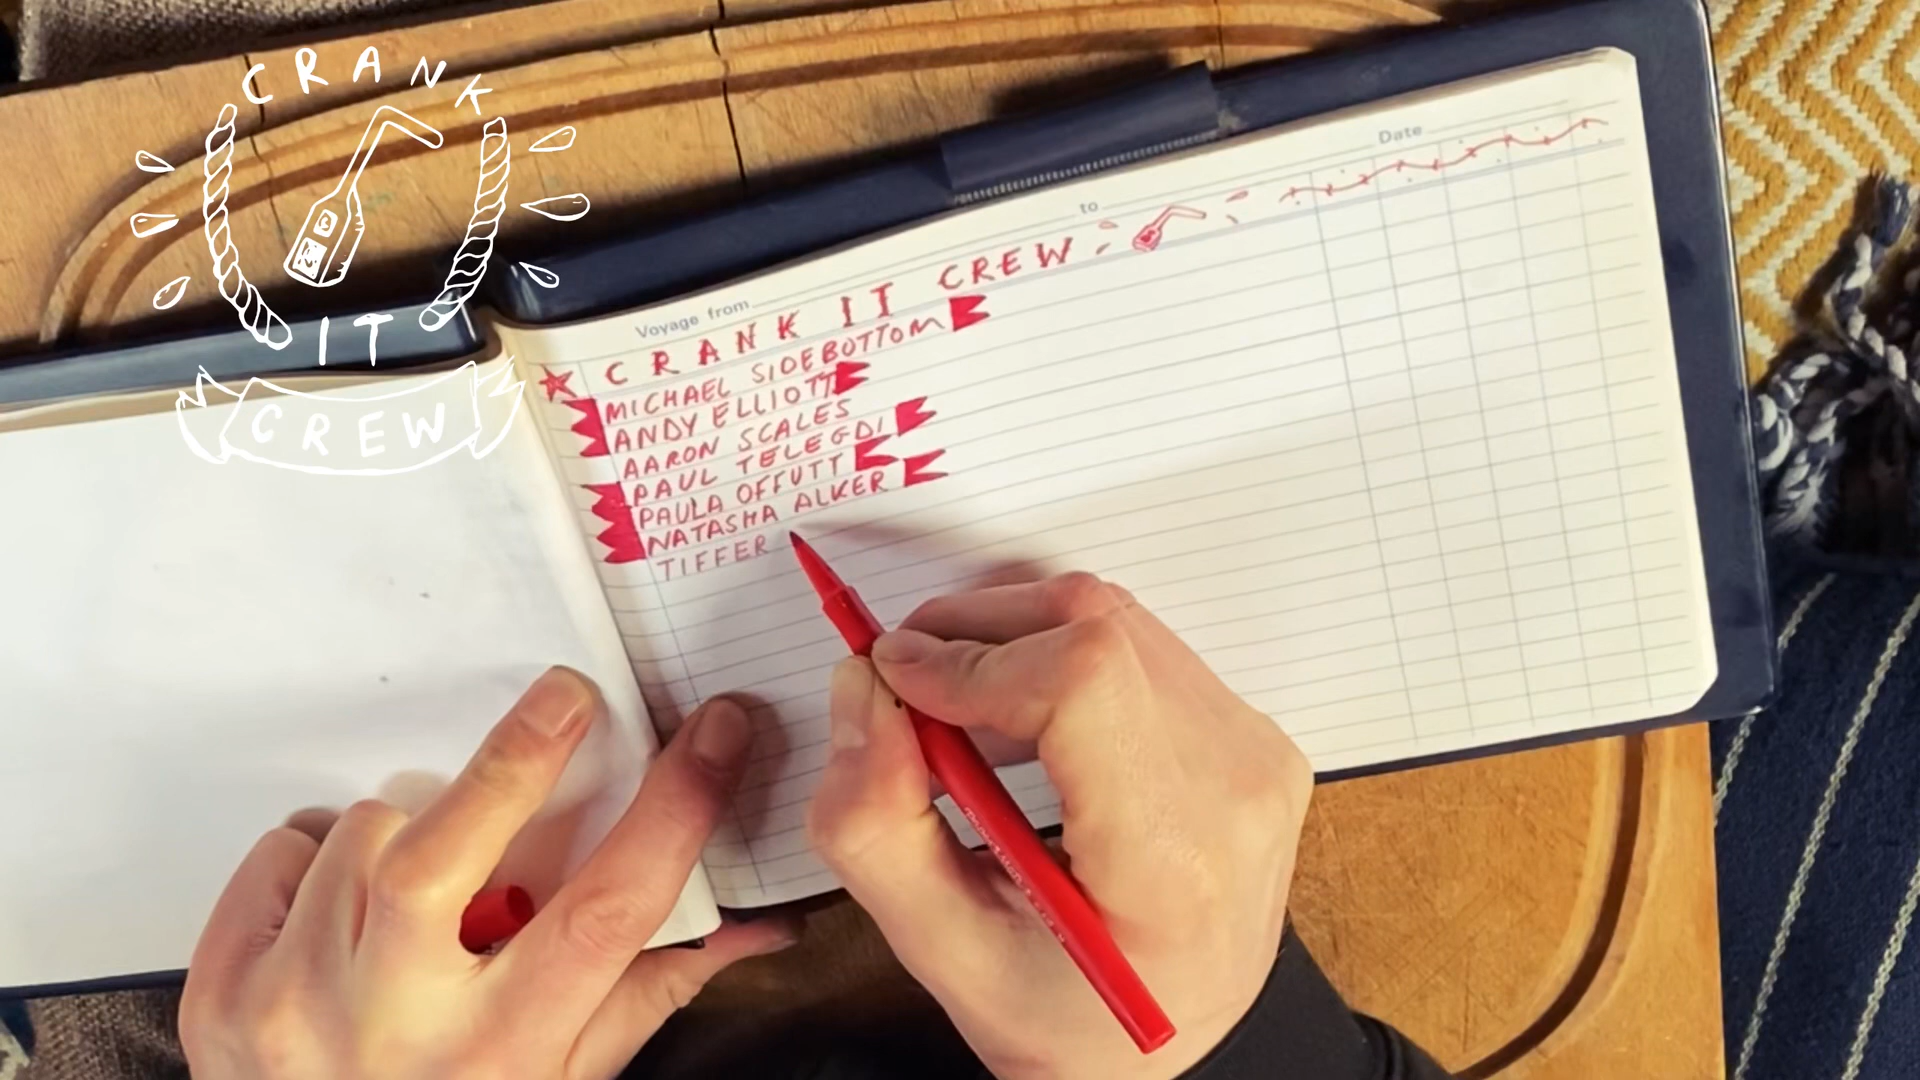 CRANK
IT
CREW
Voyage from to Date
CRANK IT CREW
MICHAEL SIDEBOTTOM
ANDY ELLIOTT
AARON SCALES
PAUL TELEGDI
PAULA OFFUTT
NATASHA ALKER
TIFFER